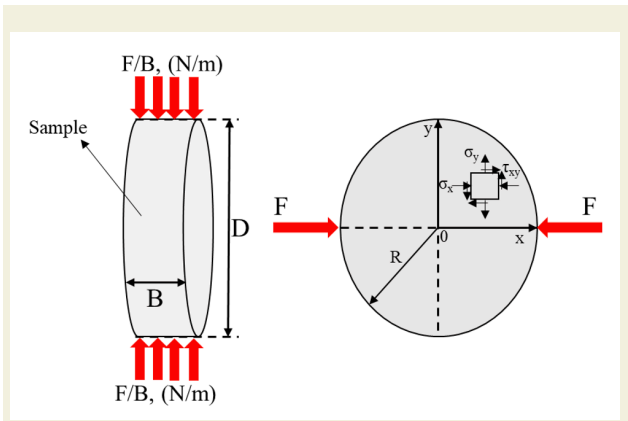 F/B, (N/m)
Sample
D
B
F/B, (N/m)
y
σy
τxy
σx
F
F
0
x
R